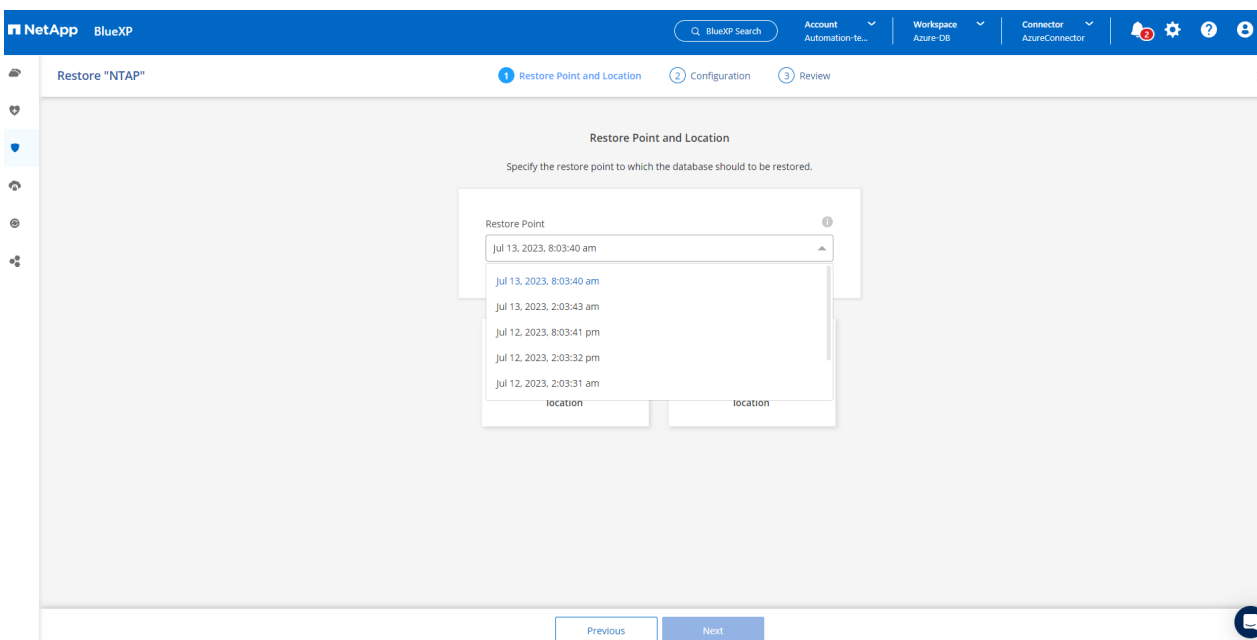 NetApp BlueXP
BlueXP Search
Account
Automation-te...
Workspace
Azure-DB
Connector
AzureConnector
2
Restore "NTAP"
1 Restore Point and Location
2 Configuration
3 Review
Restore Point and Location
Specify the restore point to which the database should to be restored.
Restore Point
Jul 13, 2023, 8:03:40 am
Jul 13, 2023, 8:03:40 am
Jul 13, 2023, 2:03:43 am
Jul 12, 2023, 8:03:41 pm
Jul 12, 2023, 2:03:32 pm
Jul 12, 2023, 2:03:31 am
location
location
Previous
Next